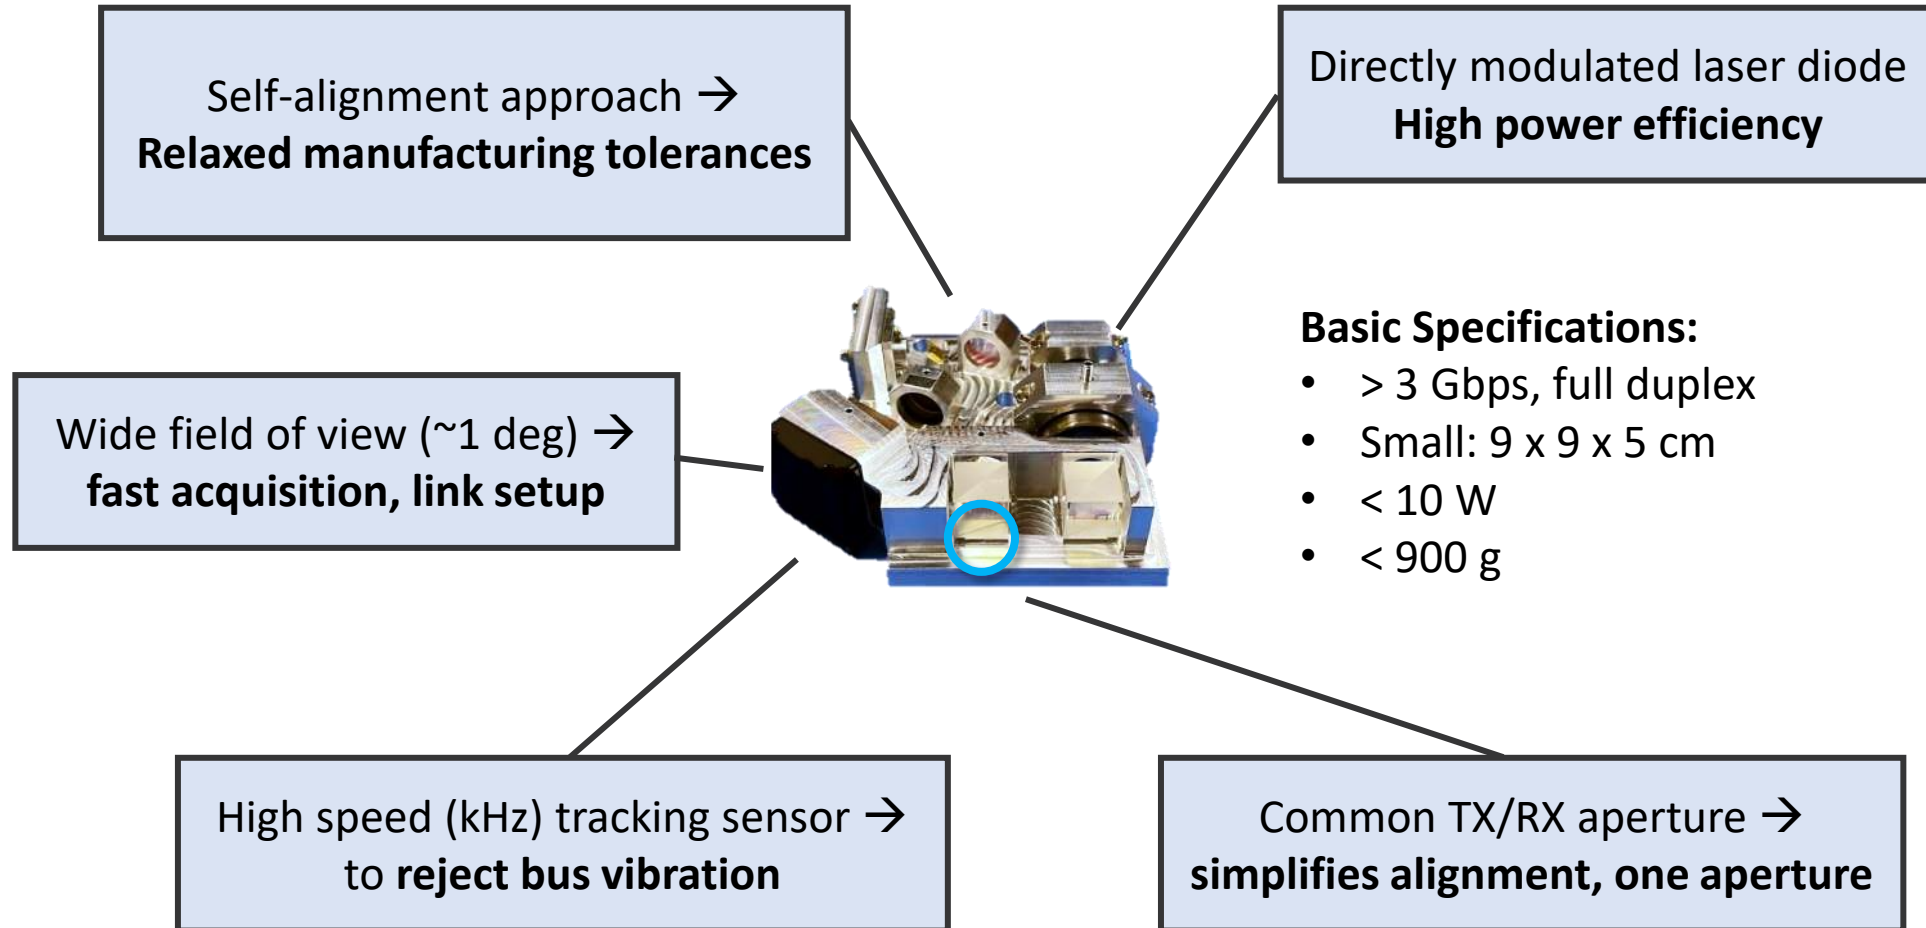 Self-alignment approach →
Relaxed manufacturing tolerances
Directly modulated laser diode
High power efficiency
Wide field of view (~1 deg) →
fast acquisition, link setup
Basic Specifications:
• > 3 Gbps, full duplex
• Small: 9 x 9 x 5 cm
• < 10 W
• < 900 g
High speed (kHz) tracking sensor →
to reject bus vibration
Common TX/RX aperture →
simplifies alignment, one aperture